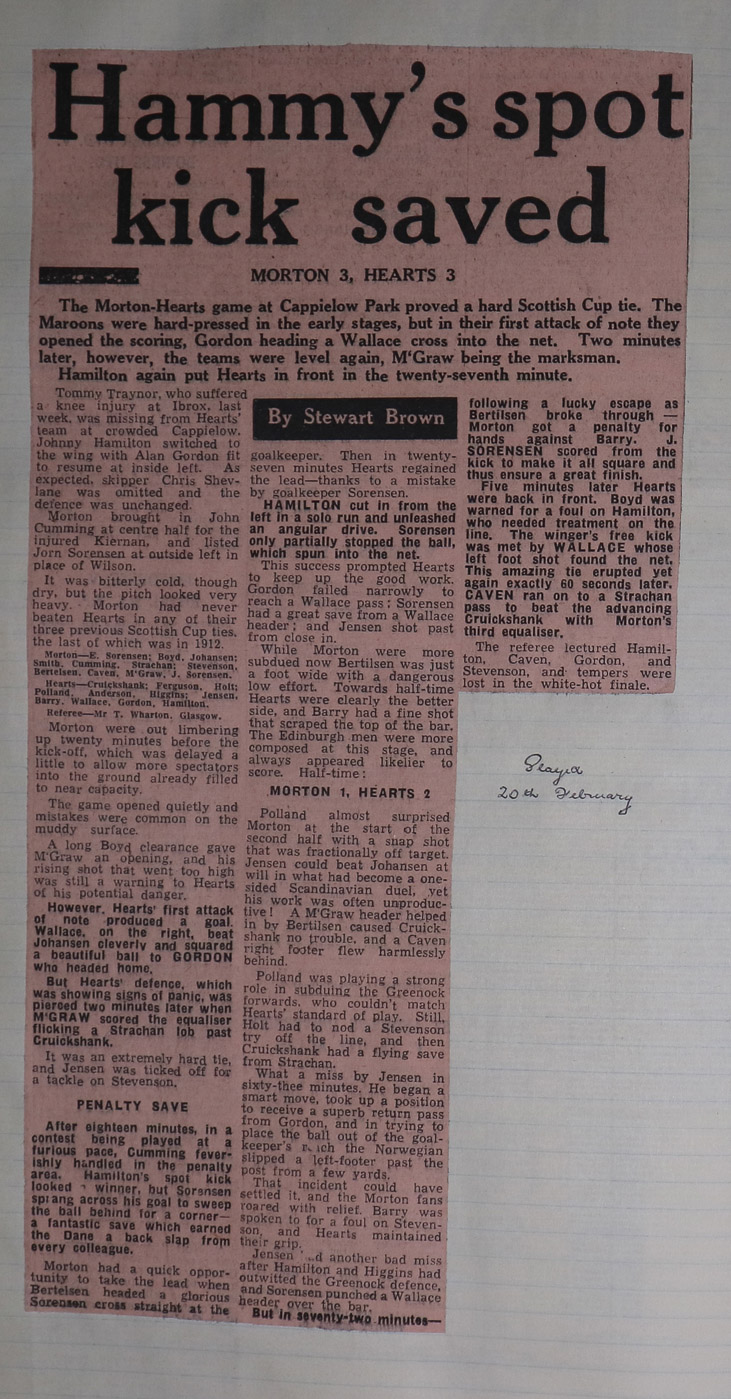 Hammy's spot
kick saved
MORTON 3, HEARTS 3
The Morton-Hearts game at Cappielow Park proved a hard Scottish Cup tie. The
Maroons were hard-pressed in the early stages, but in their first attack of note they
opened the scoring, Gordon heading a Wallace cross into the net. Two minutes
later, however, the teams were level again, M'Graw being the marksman.
Hamilton again put Hearts in front in the twenty-seventh minute.
Tommy Traynor, who suffered
a knee injury at Ibrox, last
week, was missing from Hearts'
team at crowded Cappielow.
Johnny Hamilton switched to
the wing with Alan Gordon fit
to resume at inside left. As
expected, skipper Chris Shev-
lane was omitted and the
defence was unchanged.
Morton brought in John
Cumming at centre half for the
injured Kiernan, and listed
Jorn Sorensen at outside left in
place of Wilson.
It was bitterly cold, though
dry, but the pitch looked very
heavy. Morton had never
beaten Hearts in any of their
three previous Scottish Cup ties,
the last of which was in 1912.
Morton—E. Sorensen; Boyd, Johansen;
Smith, Cumming, Strachan; Stevenson,
Bertelsen, Caven, M'Graw, J. Sorensen.
Hearts—Cruickshank; Ferguson, Holt;
Polland, Anderson, Higgins; Jensen,
Barry, Wallace, Gordon, Hamilton.
Referee—Mr T. Wharton, Glasgow.
Morton were out limbering
up twenty minutes before the
kick-off, which was delayed a
little to allow more spectators
into the ground already filled
to near capacity.
The game opened quietly and
mistakes were common on the
muddy surface.
A long Boyd clearance gave
M'Graw an opening, and his
rising shot that went too high
was still a warning to Hearts
of his potential danger.
However, Hearts' first attack
of note produced a goal.
Wallace, on the right, beat
Johansen cleverly and squared
a beautiful ball to GORDON
who headed home.
But Hearts' defence, which
was showing signs of panic, was
pierced two minutes later when
M'GRAW scored the equaliser
flicking a Strachan lob past
Cruickshank.
It was an extremely hard tie,
and Jensen was ticked off for
a tackle on Stevenson.
PENALTY SAVE
After eighteen minutes, in a
contest being played at a
furious pace, Cumming fever-
ishly handled in the penalty
area. Hamilton's spot kick
looked a winner, but Sorensen
sprang across his goal to sweep
the ball behind for a corner—
a fantastic save which earned
the Dane a back slap from
every colleague.
Morton had a quick oppor-
tunity to take the lead when
Bertelsen headed a glorious
Sorensen cross straight at the
By Stewart Brown
goalkeeper. Then in twenty-
seven minutes Hearts regained
the lead—thanks to a mistake
by goalkeeper Sorensen.
HAMILTON cut in from the
left in a solo run and unleashed
an angular drive. Sorensen
only partially stopped the ball,
which spun into the net.
This success prompted Hearts
to keep up the good work.
Gordon failed narrowly to
reach a Wallace pass; Sorensen
had a great save from a Wallace
header; and Jensen shot past
from close in.
While Morton were more
subdued now Bertilsen was just
a foot wide with a dangerous
low effort. Towards half-time
Hearts were clearly the better
side, and Barry had a fine shot
that scraped the top of the bar.
The Edinburgh men were more
composed at this stage, and
always appeared likelier to
score. Half-time:
MORTON 1, HEARTS 2
Polland almost surprised
Morton at the start of the
second half with a snap shot
that was fractionally off target.
Jensen could beat Johansen at
will in what had become a one-
sided Scandinavian duel, yet
his work was often unproduc-
tive! A M'Graw header helped
in by Bertilsen caused Cruick-
shank no trouble, and a Caven
right footer flew harmlessly
behind.
Polland was playing a strong
role in subduing the Greenock
forwards, who couldn't match
Hearts' standard of play. Still,
Holt had to nod a Stevenson
try off the line, and then
Cruickshank had a flying save
from Strachan.
What a miss by Jensen in
sixty-thee minutes. He began a
smart move, took up a position
to receive a superb return pass
from Gordon, and in trying to
place the ball out of the goal-
keeper's reach the Norwegian
slipped a left-footer past the
post from a few yards.
That incident could have
settled it, and the Morton fans
roared with relief. Barry was
spoken to for a foul on Steven-
son, and Hearts maintained
their grip.
Jensen had another bad miss
after Hamilton and Higgins had
outwitted the Greenock defence,
and Sorensen punched a Wallace
header over the bar.
But in seventy-two minutes—
following a lucky escape as
Bertilsen broke through —
Morton got a penalty for
hands against Barry. J.
SORENSEN scored from the
kick to make it all square and
thus ensure a great finish.
Five minutes later Hearts
were back in front. Boyd was
warned for a foul on Hamilton,
who needed treatment on the
line. The winger's free kick
was met by WALLACE whose
left foot shot found the net.
This amazing tie erupted yet
again exactly 60 seconds later.
CAVEN ran on to a Strachan
pass to beat the advancing
Cruickshank with Morton's
third equaliser.
The referee lectured Hamil-
ton, Caven, Gordon, and
Stevenson, and tempers were
lost in the white-hot finale.
Played
20th February